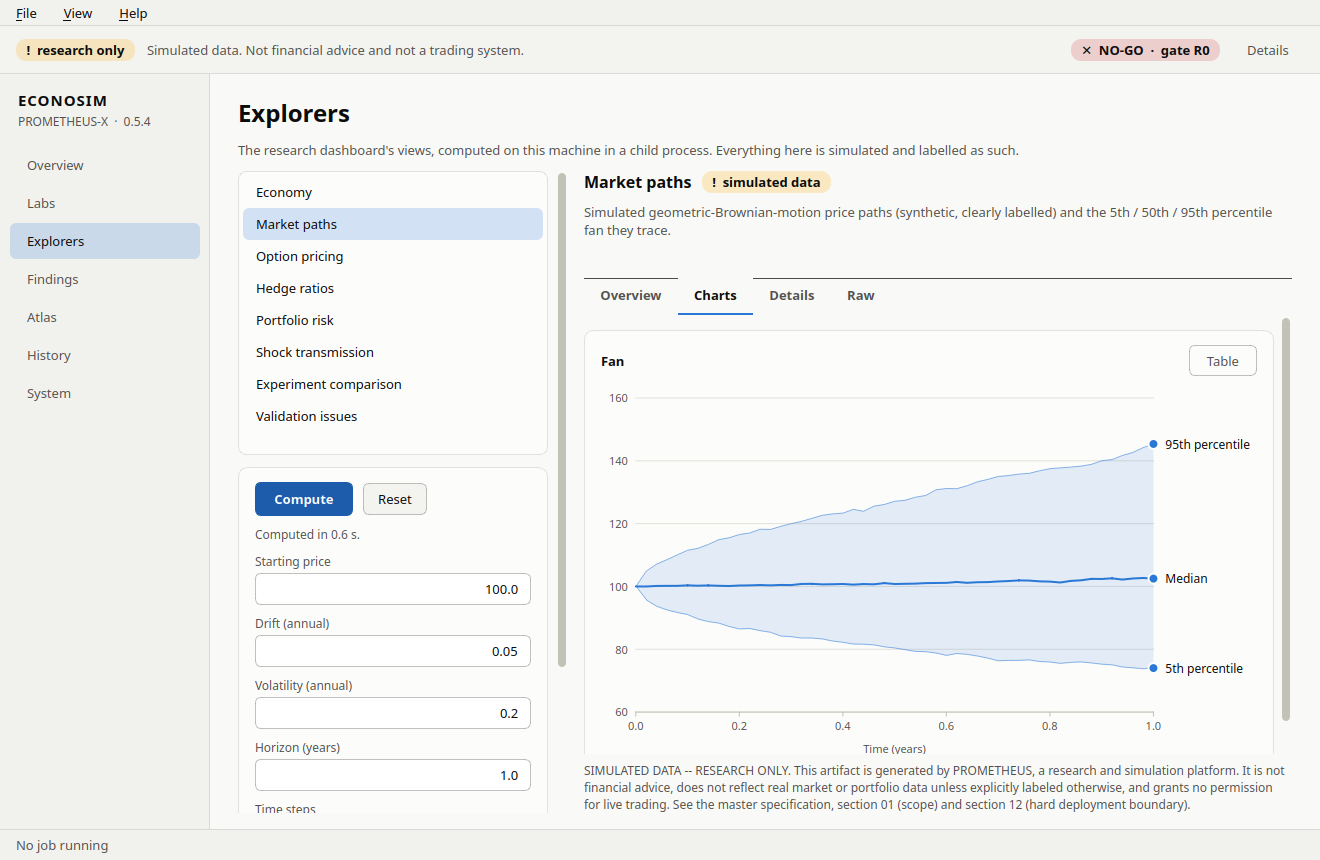 File View Help
! research only Simulated data. Not financial advice and not a trading system. ✕ NO-GO · gate R0 Details
ECONOSIM
PROMETHEUS-X · 0.5.4
Overview
Labs
Explorers
Findings
Atlas
History
System
Explorers
The research dashboard's views, computed on this machine in a child process. Everything here is simulated and labelled as such.
Economy
Market paths
Option pricing
Hedge ratios
Portfolio risk
Shock transmission
Experiment comparison
Validation issues
Compute Reset
Computed in 0.6 s.
Starting price
100.0
Drift (annual)
0.05
Volatility (annual)
0.2
Horizon (years)
1.0
Time steps
Market paths ! simulated data
Simulated geometric-Brownian-motion price paths (synthetic, clearly labelled) and the 5th / 50th / 95th percentile
fan they trace.
Overview Charts Details Raw
Fan Table
160
140
120
100
80
60
95th percentile
Median
5th percentile
0.0 0.2 0.4 0.6 0.8 1.0
Time (years)
SIMULATED DATA -- RESEARCH ONLY. This artifact is generated by PROMETHEUS, a research and simulation platform. It is not
financial advice, does not reflect real market or portfolio data unless explicitly labeled otherwise, and grants no permission
for live trading. See the master specification, section 01 (scope) and section 12 (hard deployment boundary).
No job running